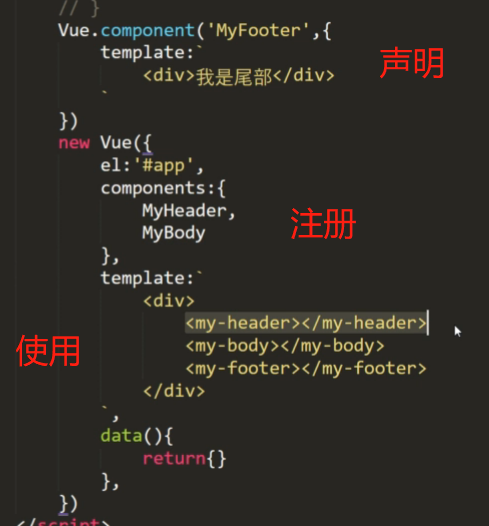 // }
Vue.component('MyFooter',{
template:`
声明
<div>我是尾部</div>
`
})
new Vue({
el:'#app',
components:{
MyHeader,
注册
MyBody
},
template:`
<div>
<my-header></my-header>
使用
<my-body></my-body>
<my-footer></my-footer>
</div>
`,
data(){
return{}
},
})
</script>